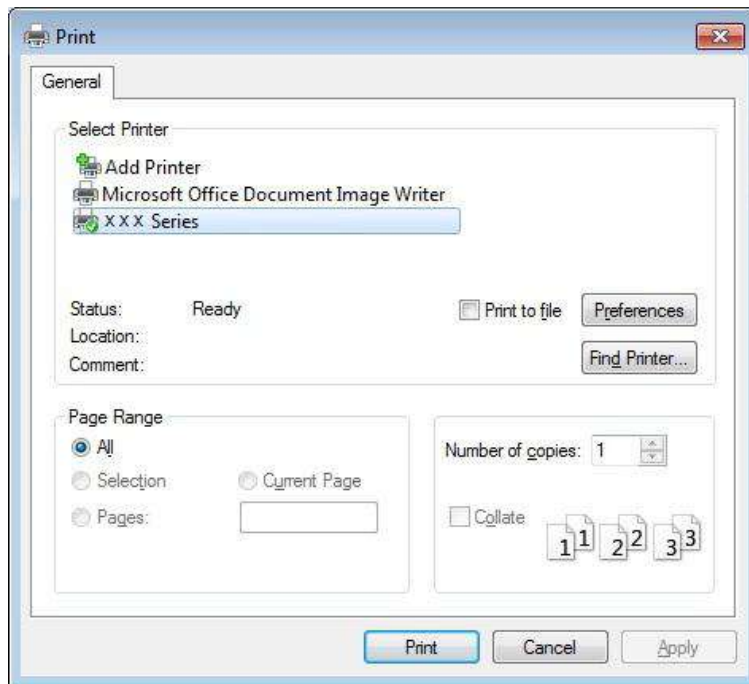 Print
General
Select Printer
Add Printer
Microsoft Office Document Image Writer
X X X Series
Status: Ready
Print to file
Preferences
Location:
Comment:
Find Printer...
Page Range
All
Selection
Current Page
Pages:
Number of copies: 1
Collate
1 1 2 2 3 3
Print
Cancel
Apply